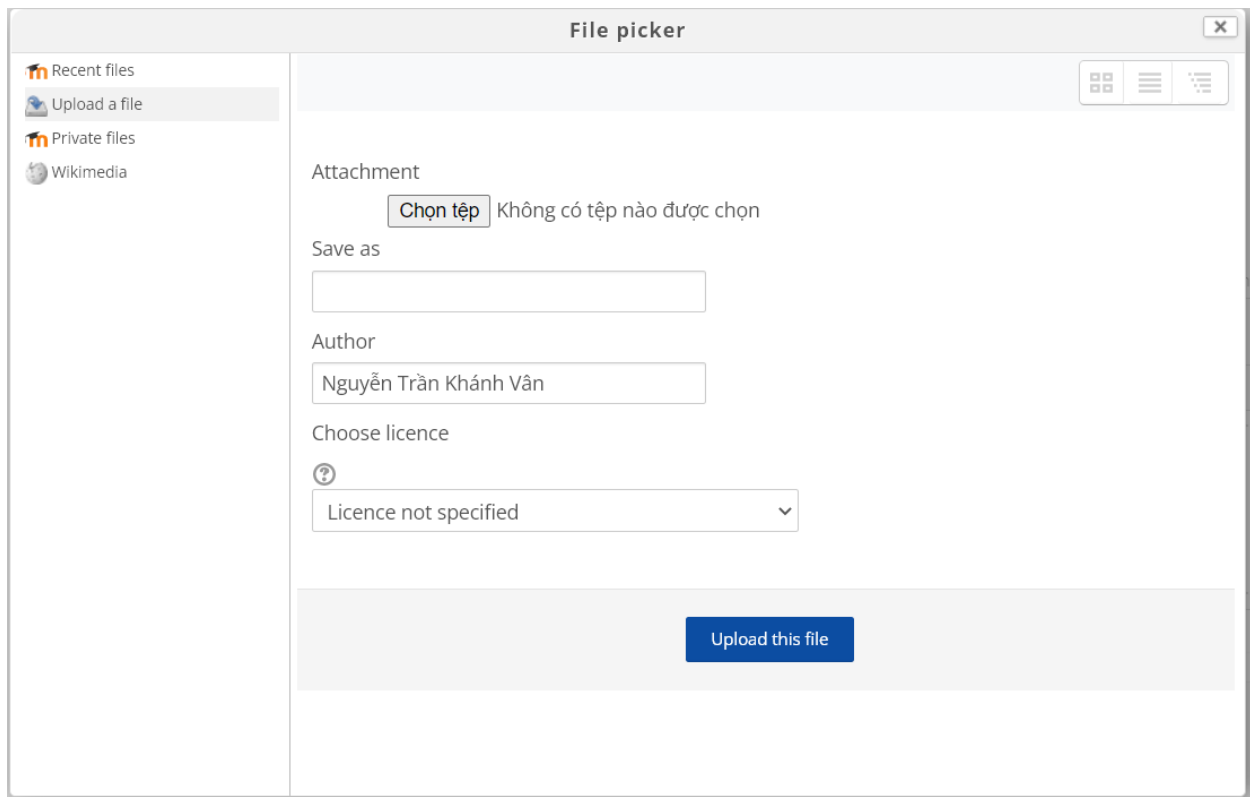 File picker
Recent files
Upload a file
Private files
Wikimedia
Attachment
Chọn tệp Không có tệp nào được chọn
Save as
Author
Nguyễn Trần Khánh Vân
Choose licence
Licence not specified
Upload this file